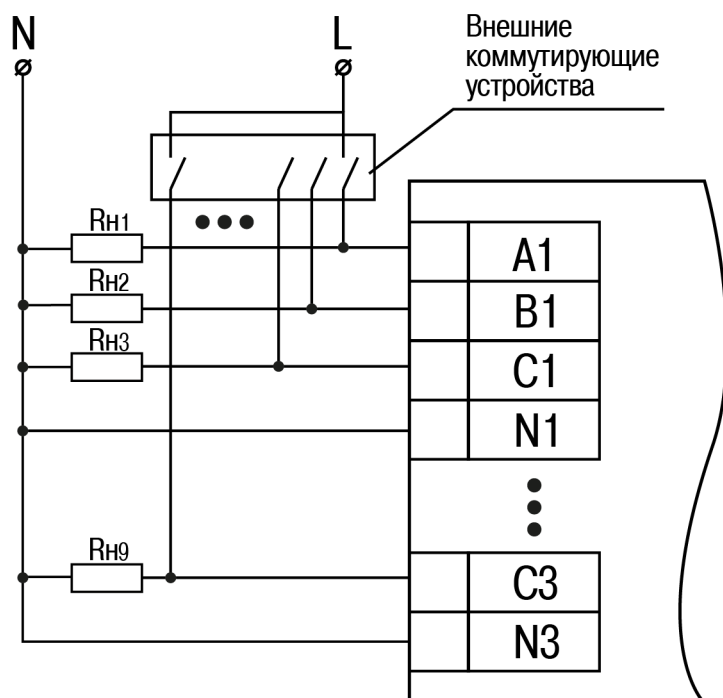 N
L
Внешние
коммутирующие
устройства
Rн1
A1
Rн2
B1
Rн3
C1
N1
Rн9
C3
N3